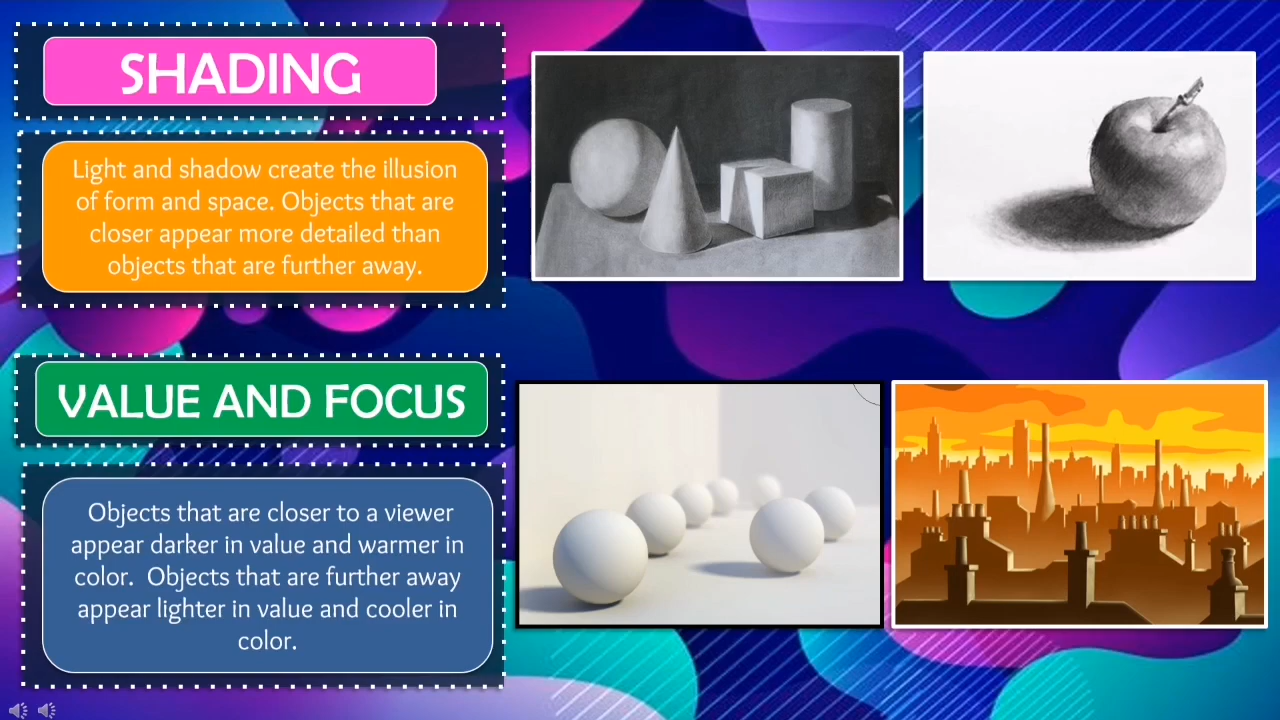 SHADING
Light and shadow create the illusion
of form and space. Objects that are
closer appear more detailed than
objects that are further away.
VALUE AND FOCUS
Objects that are closer to a viewer
appear darker in value and warmer in
color. Objects that are further away
appear lighter in value and cooler in
color.